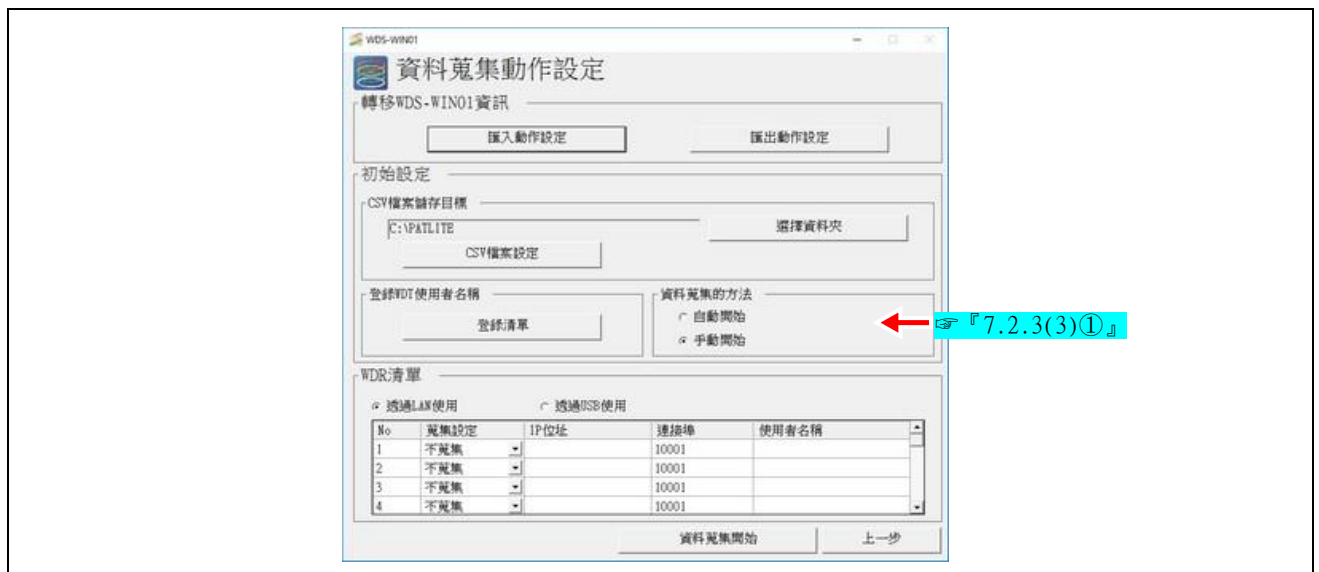 WDS-WIN01
資料蒐集動作設定
轉移WDS-WIN01資訊
匯入動作設定 匯出動作設定
初始設定
CSV檔案儲存目標
C:\PATLITE 選擇資料夾
CSV檔案設定
登錄WDT使用者名稱 資料蒐集的方法
登錄清單
自動開始
手動開始
☞『7.2.3(3)①』
WDR清單
透過LAN使用 透過USB使用
No 蒐集設定 IP位址 連接埠 使用者名稱
1 不蒐集 10001
2 不蒐集 10001
3 不蒐集 10001
4 不蒐集 10001
資料蒐集開始 上一步